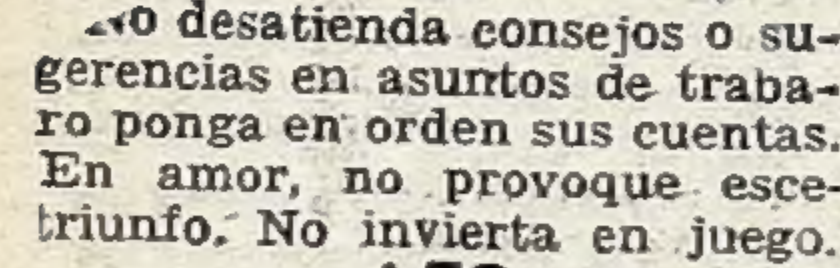 No desatienda consejos o su-
gerencias en asuntos de traba-
ro ponga en orden sus cuentas.
En amor, no provoque esce-
triunfo. No invierta en juego.